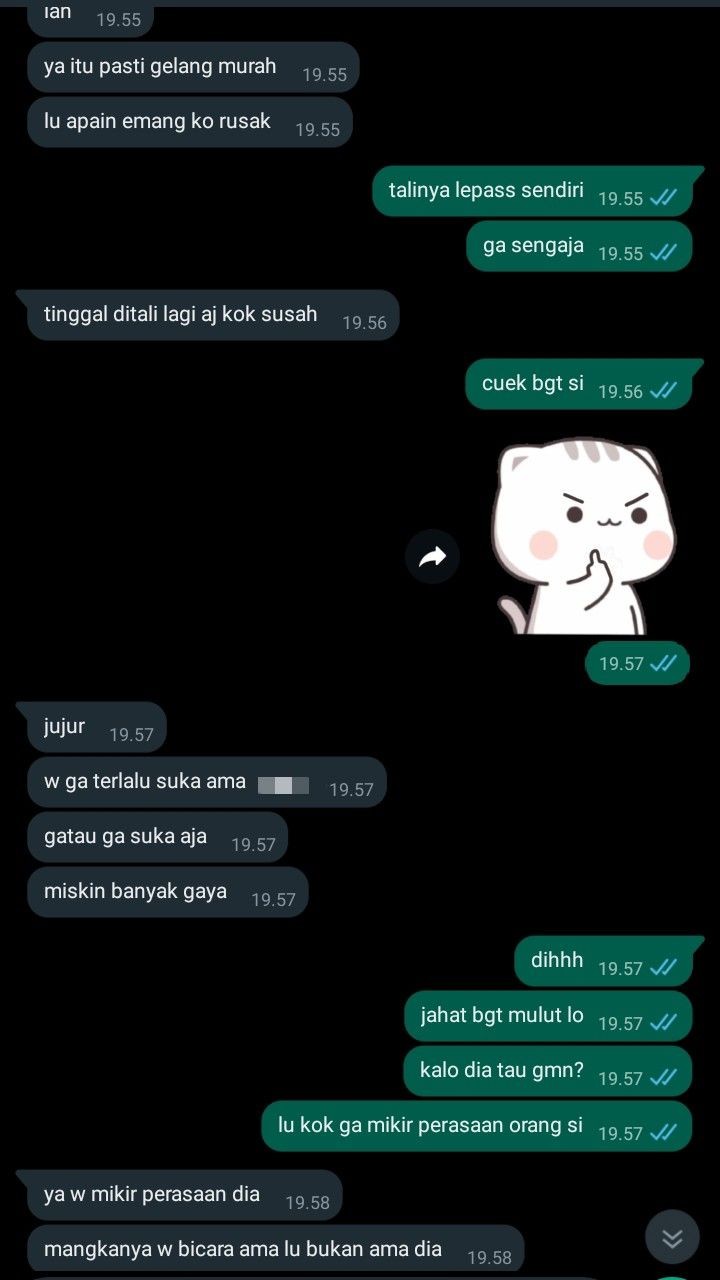 19.55
ya itu pasti gelang murah 19.55
lu apain emang ko rusak 19.55
talinya lepass sendiri 19.55
ga sengaja 19.55
tinggal ditali lagi aj kok susah 19.56
cuek bgt si 19.56
19.57
jujur 19.57
w ga terlalu suka ama 19.57
gatau ga suka aja 19.57
miskin banyak gaya 19.57
dihhh 19.57
jahat bgt mulut lo 19.57
kalo dia tau gmn? 19.57
lu kok ga mikir perasaan orang si 19.57
ya w mikir perasaan dia 19.58
mangkanya w bicara ama lu bukan ama dia 19.58